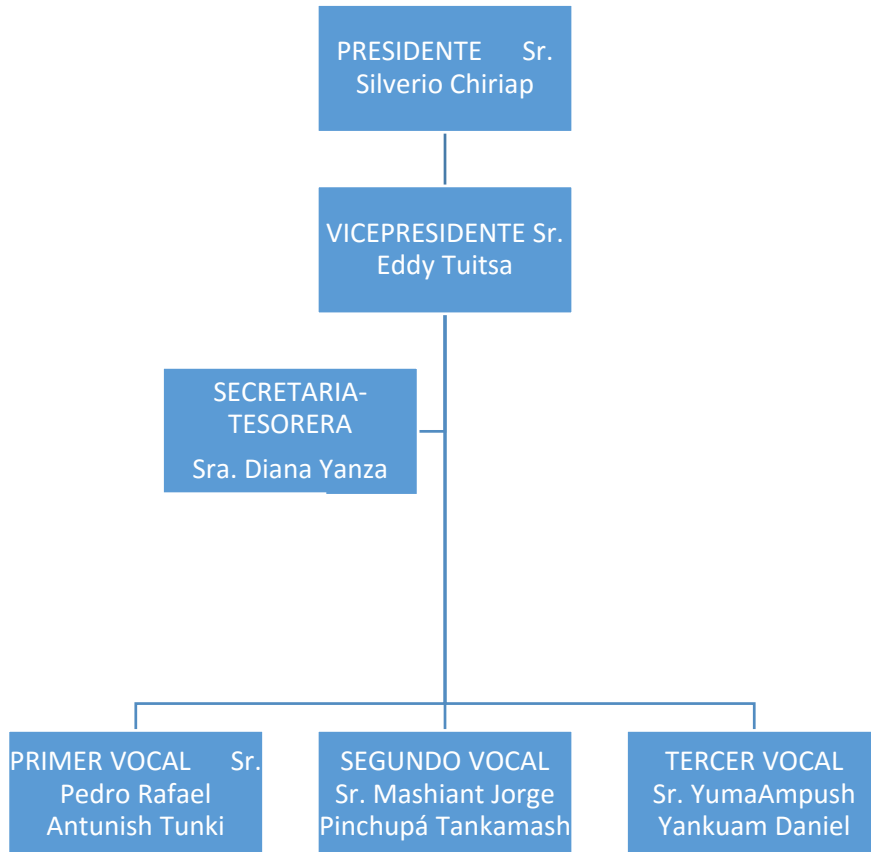 PRESIDENTE Sr.
Silverio Chiriap
VICEPRESIDENTE Sr.
Eddy Tuitsa
SECRETARIA-
TESORERA
Sra. Diana Yanza
PRIMER VOCAL Sr.
Pedro Rafael
Antunish Tunki
SEGUNDO VOCAL
Sr. Mashiant Jorge
Pinchupá Tankamash
TERCER VOCAL
Sr. YumaAmpush
Yankuam Daniel